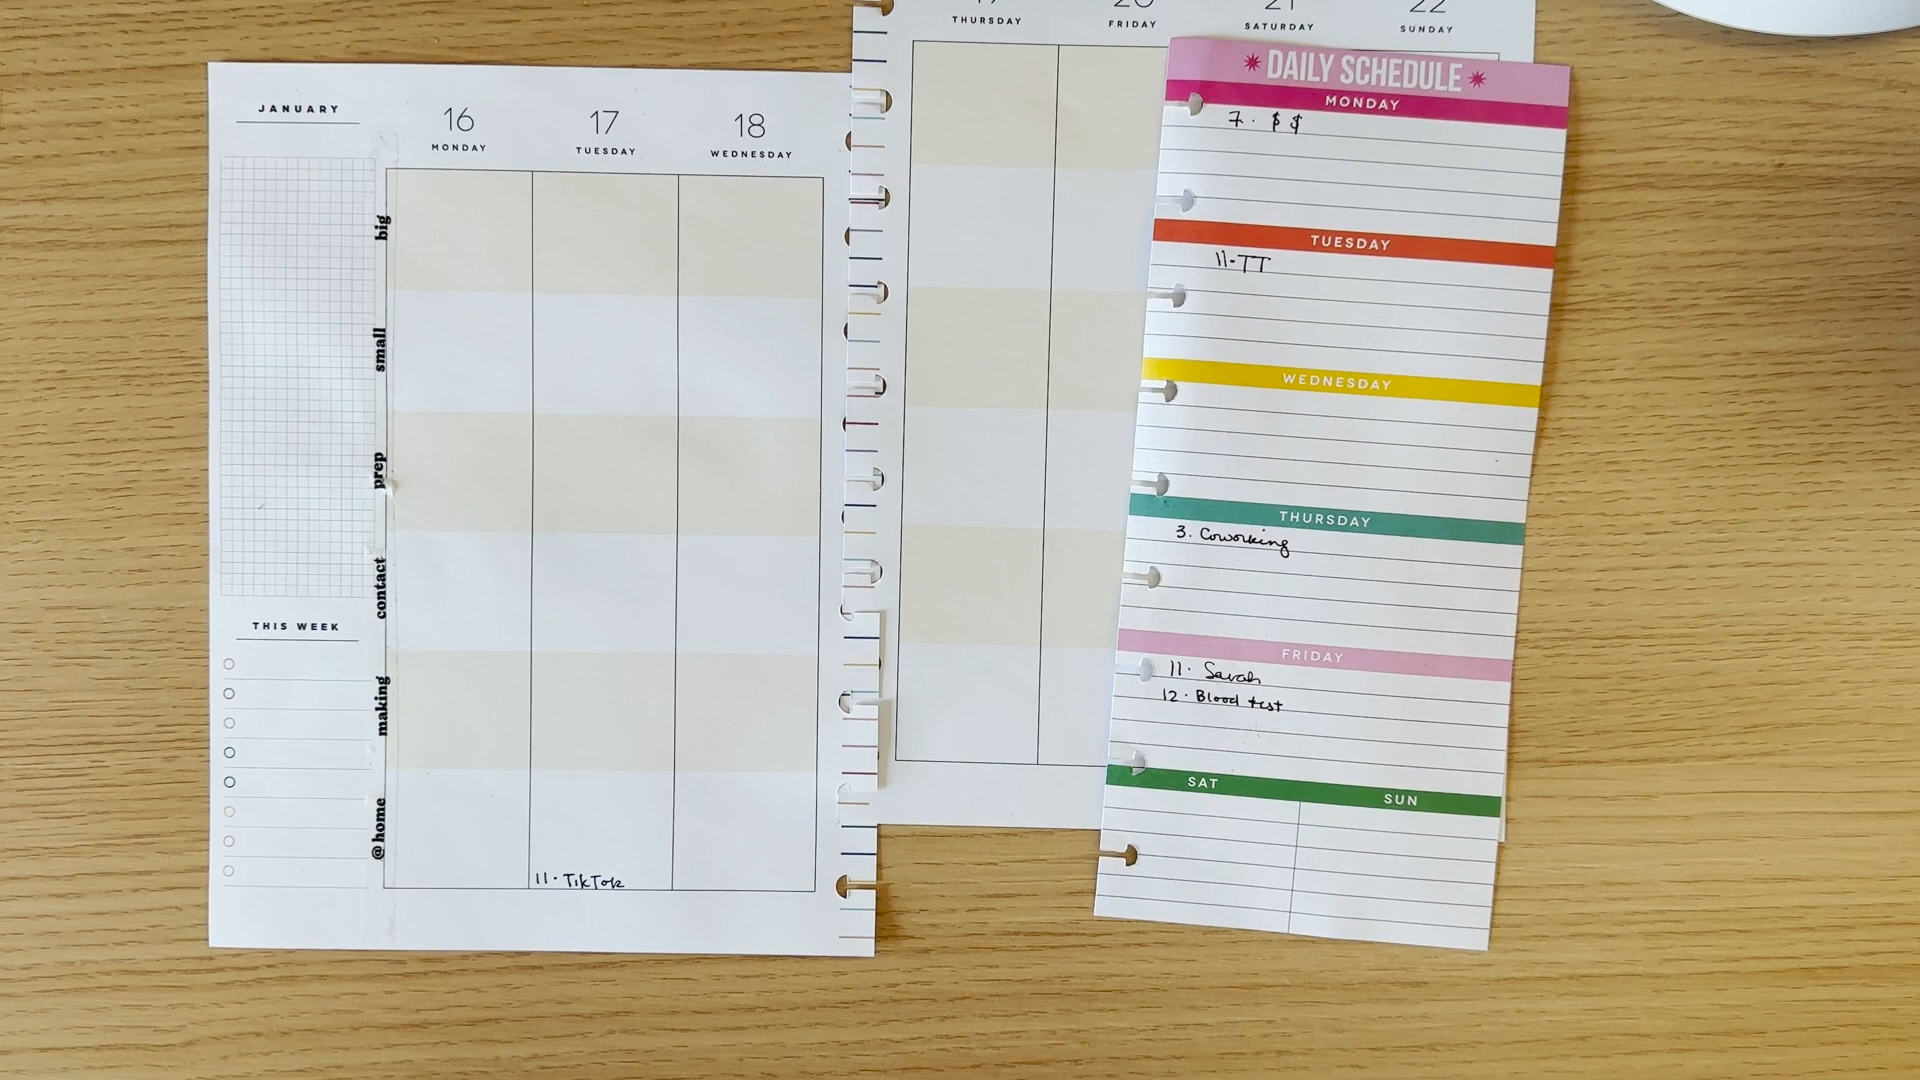 JANUARY
16
MONDAY
17
TUESDAY
18
WEDNESDAY
big
small
prep
contact
making
@home
THIS WEEK
11 · TikTok
THURSDAY
20
FRIDAY
21
SATURDAY
22
SUNDAY
DAILY SCHEDULE
MONDAY
7 · $ $
TUESDAY
11-TT
WEDNESDAY
THURSDAY
3. Coworking
FRIDAY
11 · Sarah
12 · Blood test
SAT
SUN